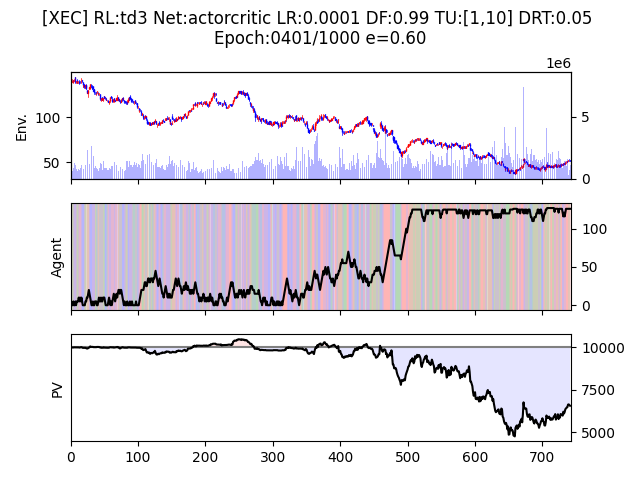 [XEC] RL:td3 Net:actorcritic LR:0.0001 DF:0.99 TU:[1,10] DRT:0.05
Epoch:0401/1000 e=0.60
1e6
Env.
100
50
5
0
Agent
100
50
0
PV
10000
7500
5000
0 100 200 300 400 500 600 700